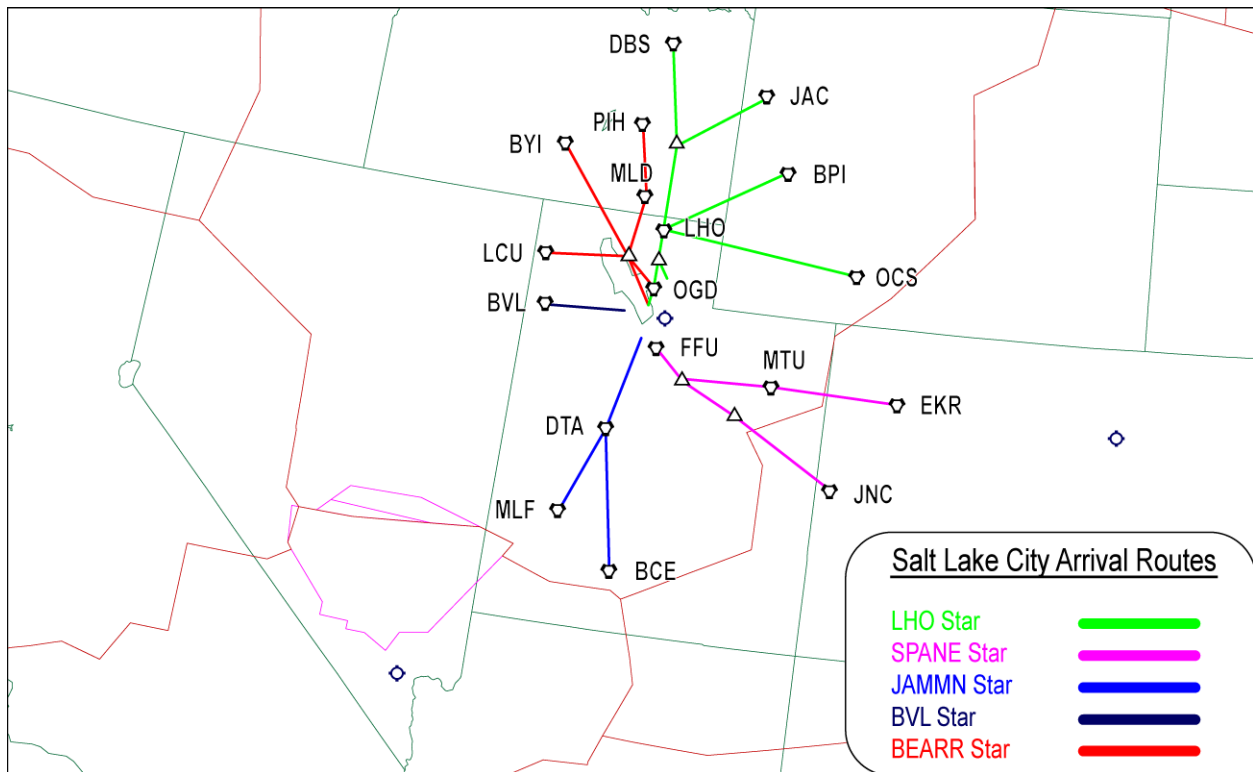 DBS
JAC
PIH
BYI
BPI
MLD
LHO
LCU
OCS
OGD
BVL
FFU
MTU
EKR
DTA
JNC
MLF
BCE
Salt Lake City Arrival Routes
LHO Star
SPANE Star
JAMMN Star
BVL Star
BEARR Star